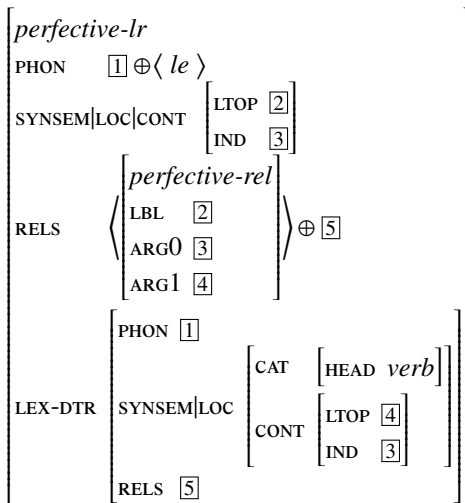 perfective-lr
PHON 1 ⊕⟨ le ⟩
SYNSEM|LOC|CONT [LTOP 2
IND 3]
RELS ⟨[perfective-rel
LBL 2
ARG0 3
ARG1 4]⟩ ⊕ 5
LEX-DTR [PHON 1
SYNSEM|LOC [CAT [HEAD verb]
CONT [LTOP 4
IND 3]]
RELS 5]